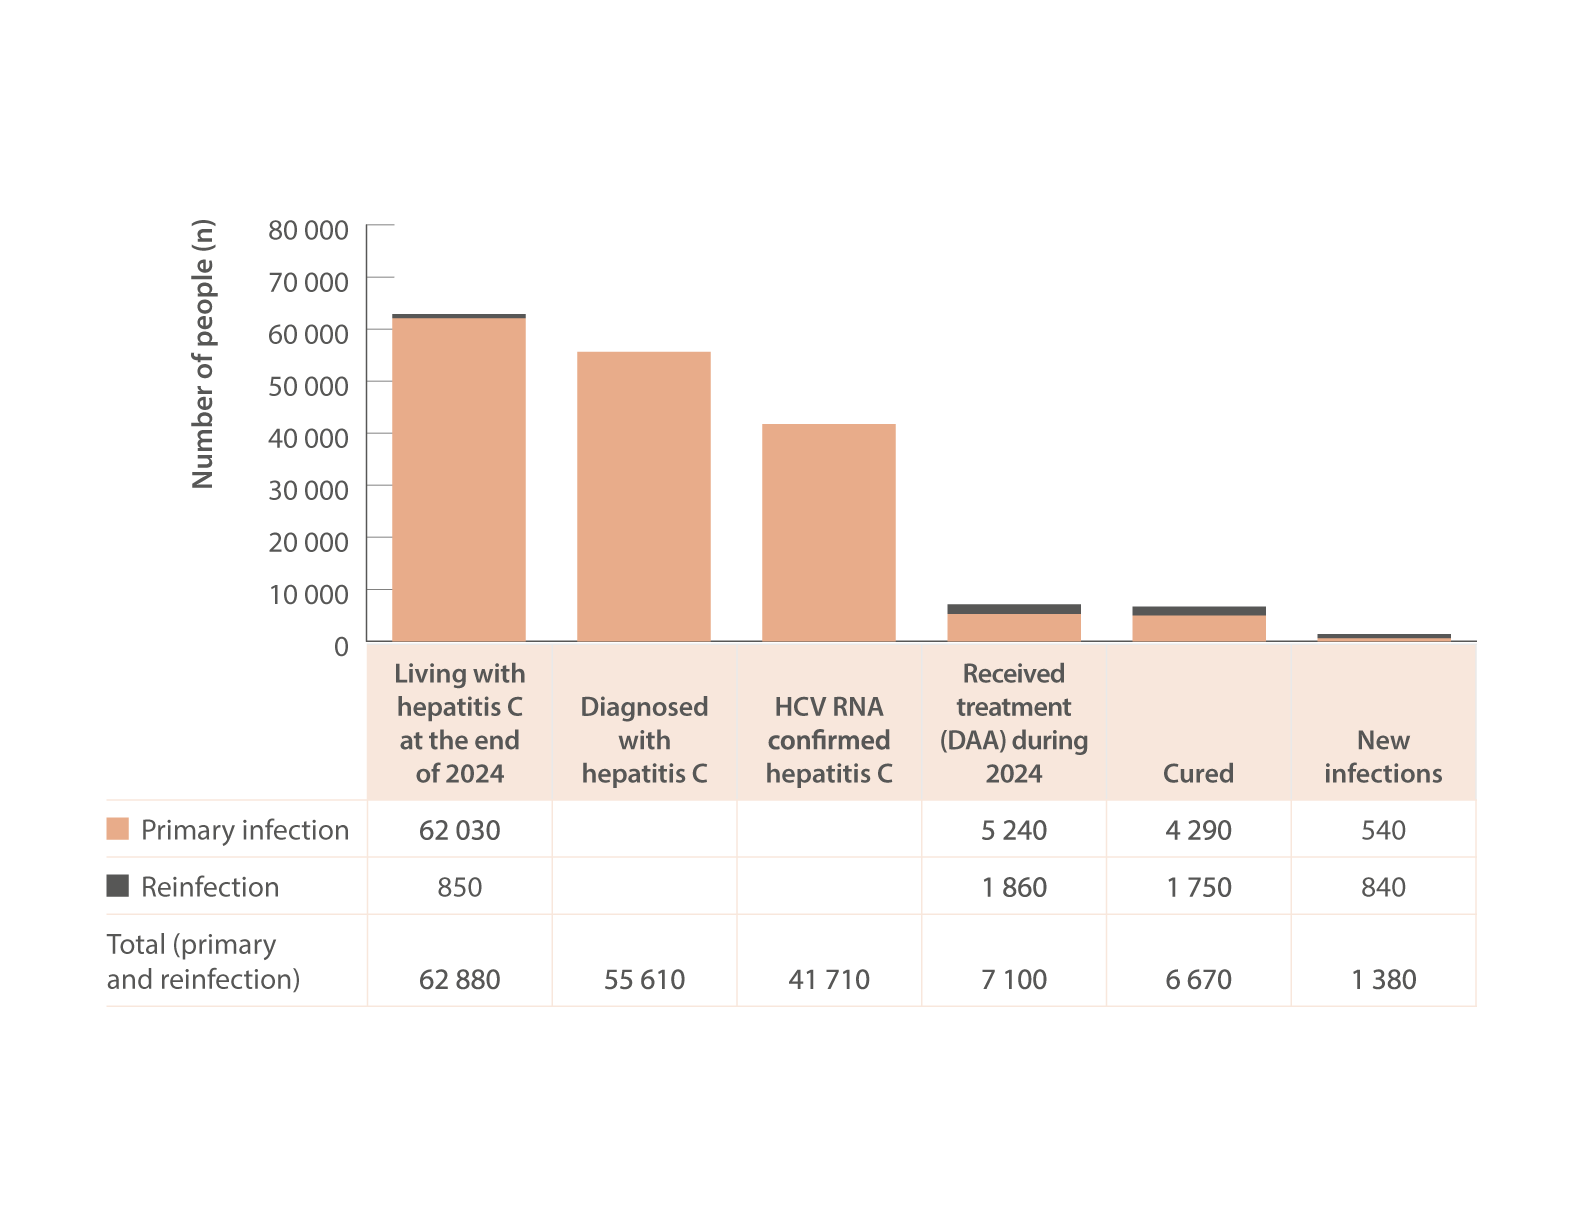 Number of people (n)
80 000
70 000
60 000
50 000
40 000
30 000
20 000
10 000
0
Living with
hepatitis C
at the end
of 2024
Diagnosed
with
hepatitis C
HCV RNA
confirmed
hepatitis C
Received
treatment
(DAA) during
2024
Cured
New
infections
Primary infection 62 030 5 240 4 290 540
Reinfection 850 1 860 1 750 840
Total (primary
and reinfection) 62 880 55 610 41 710 7 100 6 670 1 380